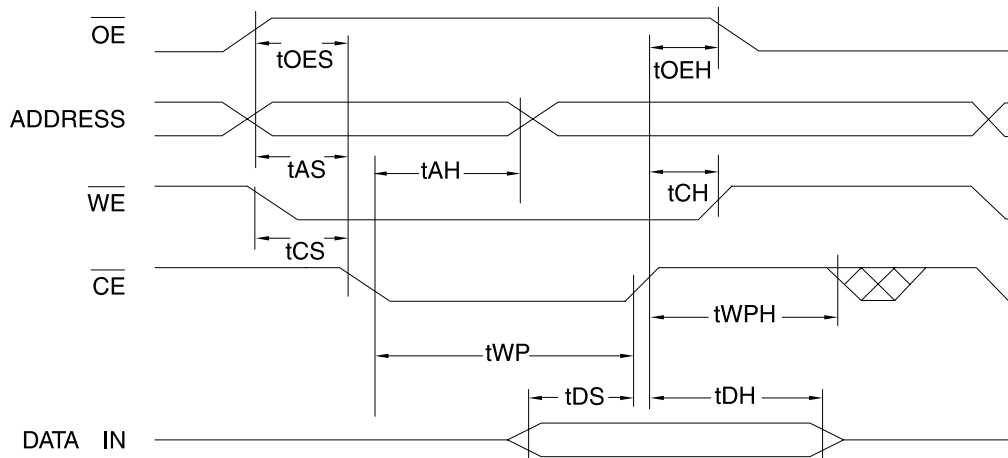 OE
tOES
tOEH
ADDRESS
tAS
tAH
tCH
WE
tCS
CE
tWPH
tWP
tDS
tDH
DATA IN